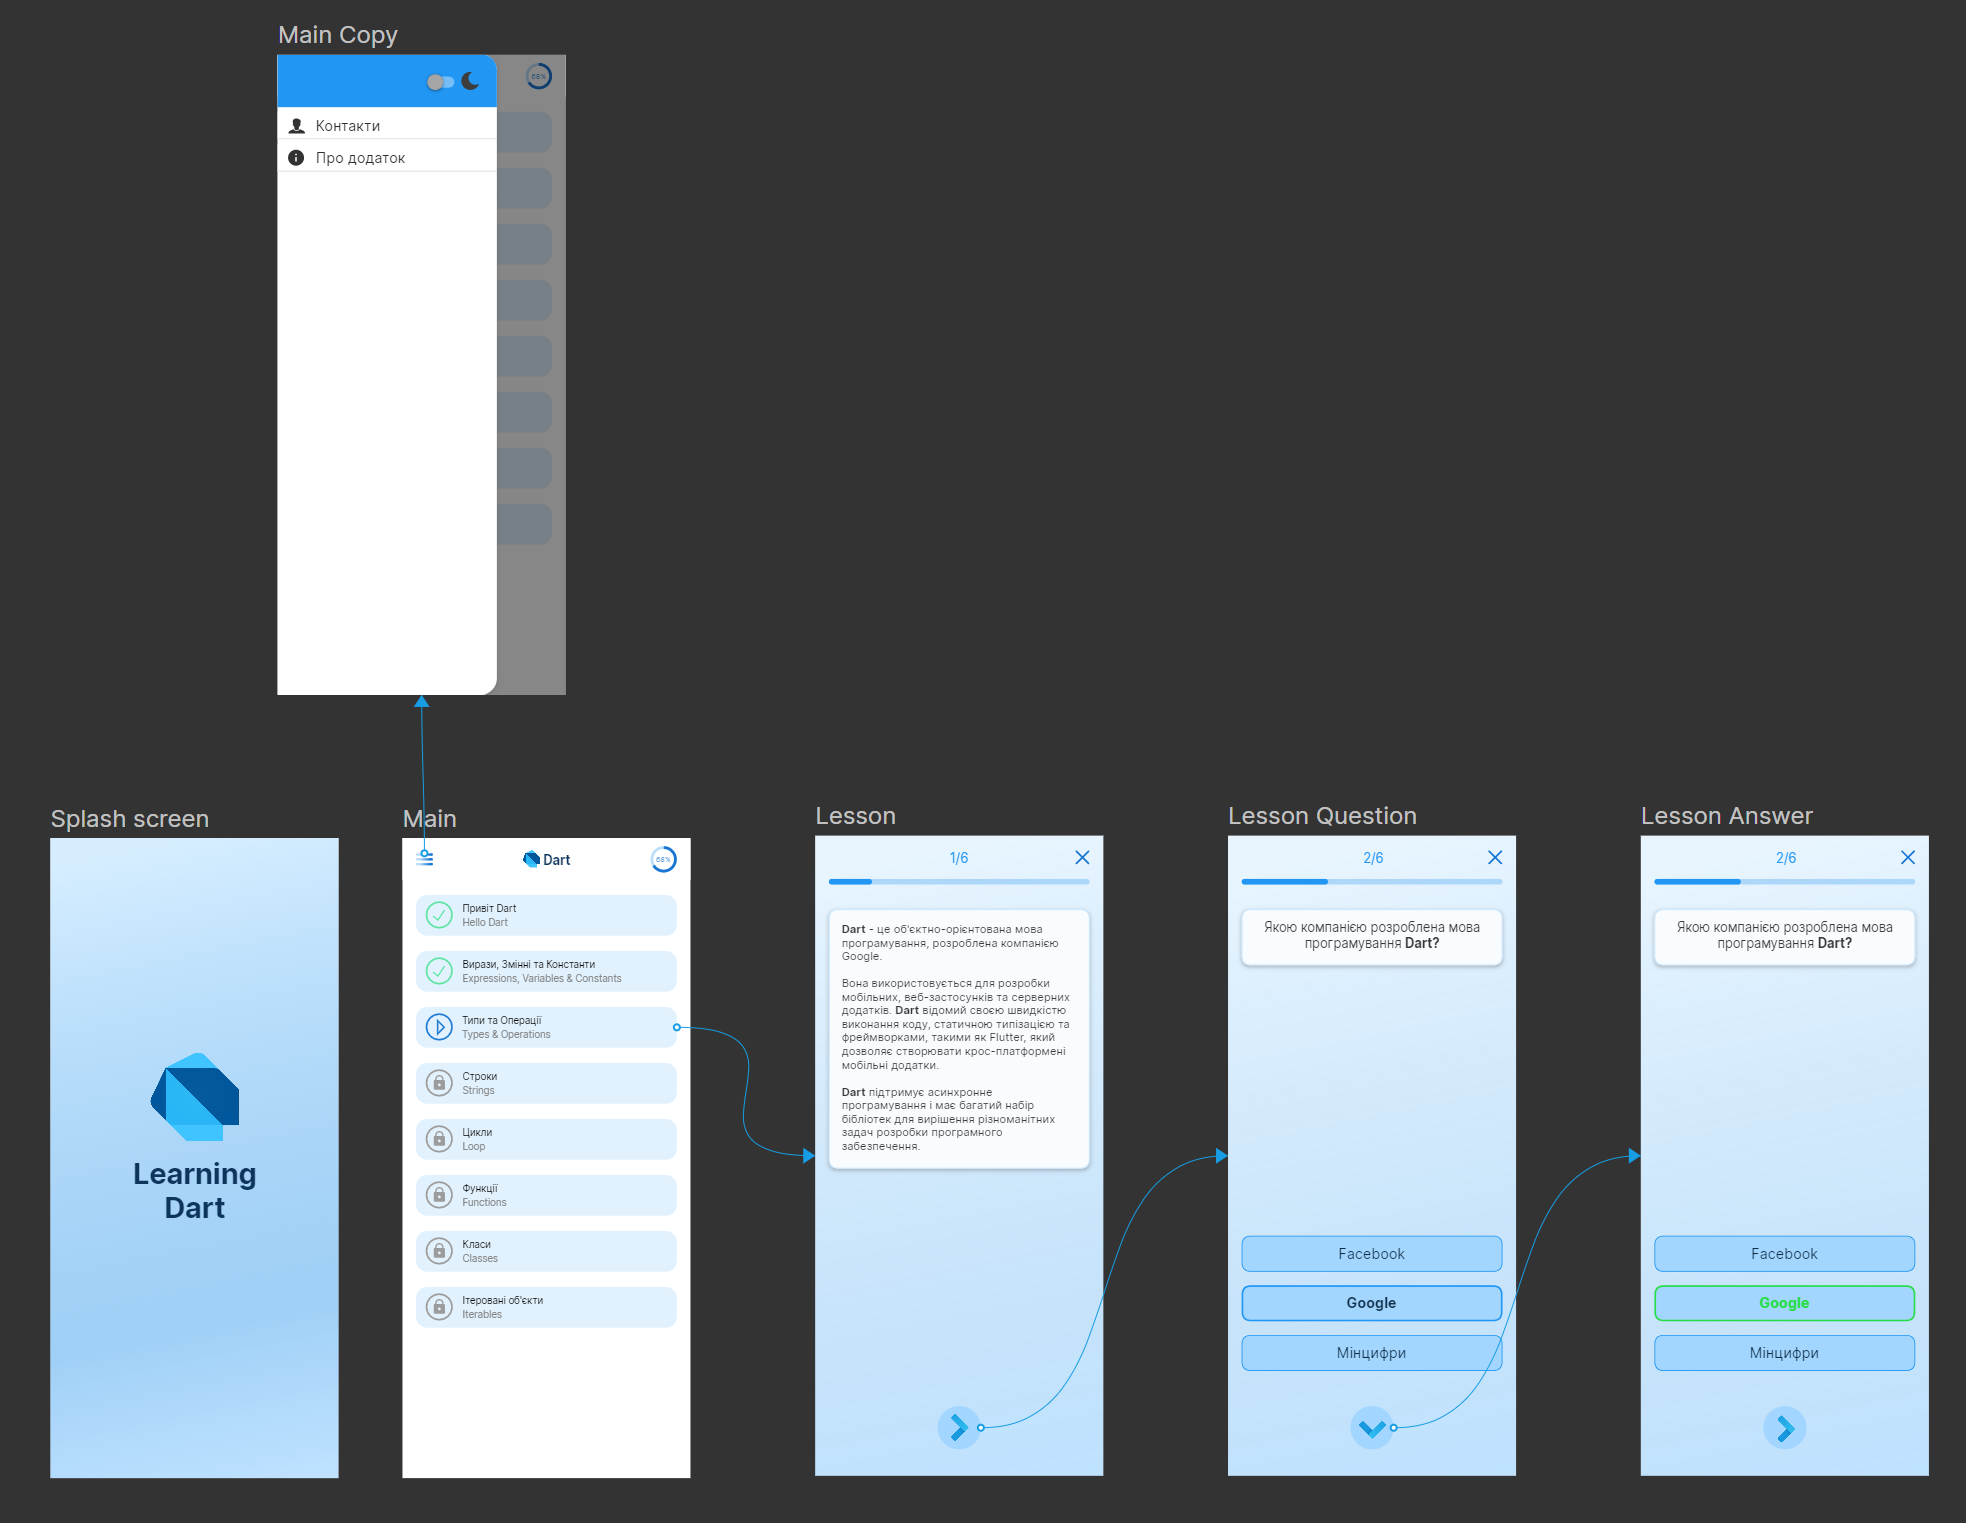 Main Copy
68%
Контакти
Про додаток
Splash screen
Learning
Dart
Main
Dart
68%
Привіт Dart
Hello Dart
Вирази, Змінні та Константи
Expressions, Variables & Constants
Типи та Операції
Types & Operations
Строки
Strings
Цикли
Loop
Функції
Functions
Класи
Classes
Ітеровані об'єкти
Iterables
Lesson
1/6
Dart - це об'єктно-орієнтована мова
програмування, розроблена компанією
Google.
Вона використовується для розробки
мобільних, веб-застосунків та серверних
додатків. Dart відомий своєю швидкістю
виконання коду, статичною типізацією та
фреймворками, такими як Flutter, який
дозволяє створювати крос-платформені
мобільні додатки.
Dart підтримує асинхронне
програмування і має багатий набір
бібліотек для вирішення різноманітних
задач розробки програмного
забезпечення.
Lesson Question
2/6
Якою компанією розроблена мова
програмування Dart?
Facebook
Google
Мінцифри
Lesson Answer
2/6
Якою компанією розроблена мова
програмування Dart?
Facebook
Google
Мінцифри